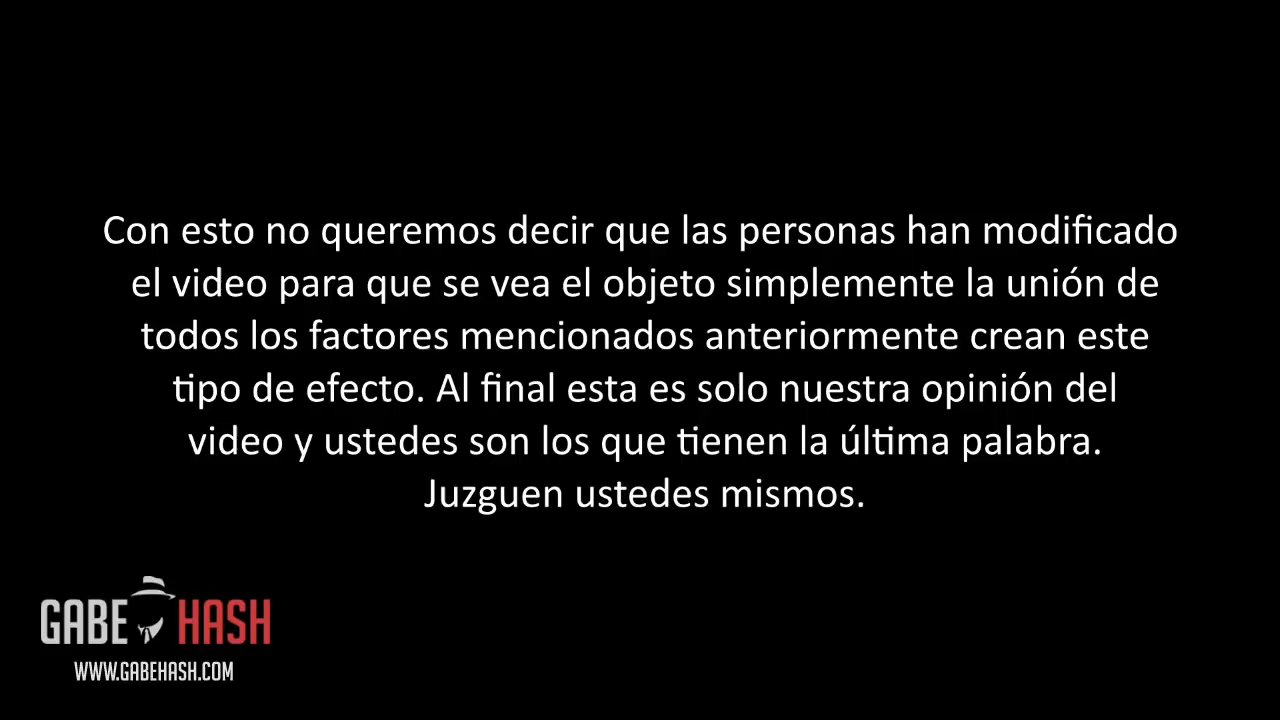 Con esto no queremos decir que las personas han modificado
el video para que se vea el objeto simplemente la unión de
todos los factores mencionados anteriormente crean este
tipo de efecto. Al final esta es solo nuestra opinión del
video y ustedes son los que tienen la última palabra.
Juzguen ustedes mismos.
GABE HASH
WWW.GABEHASH.COM